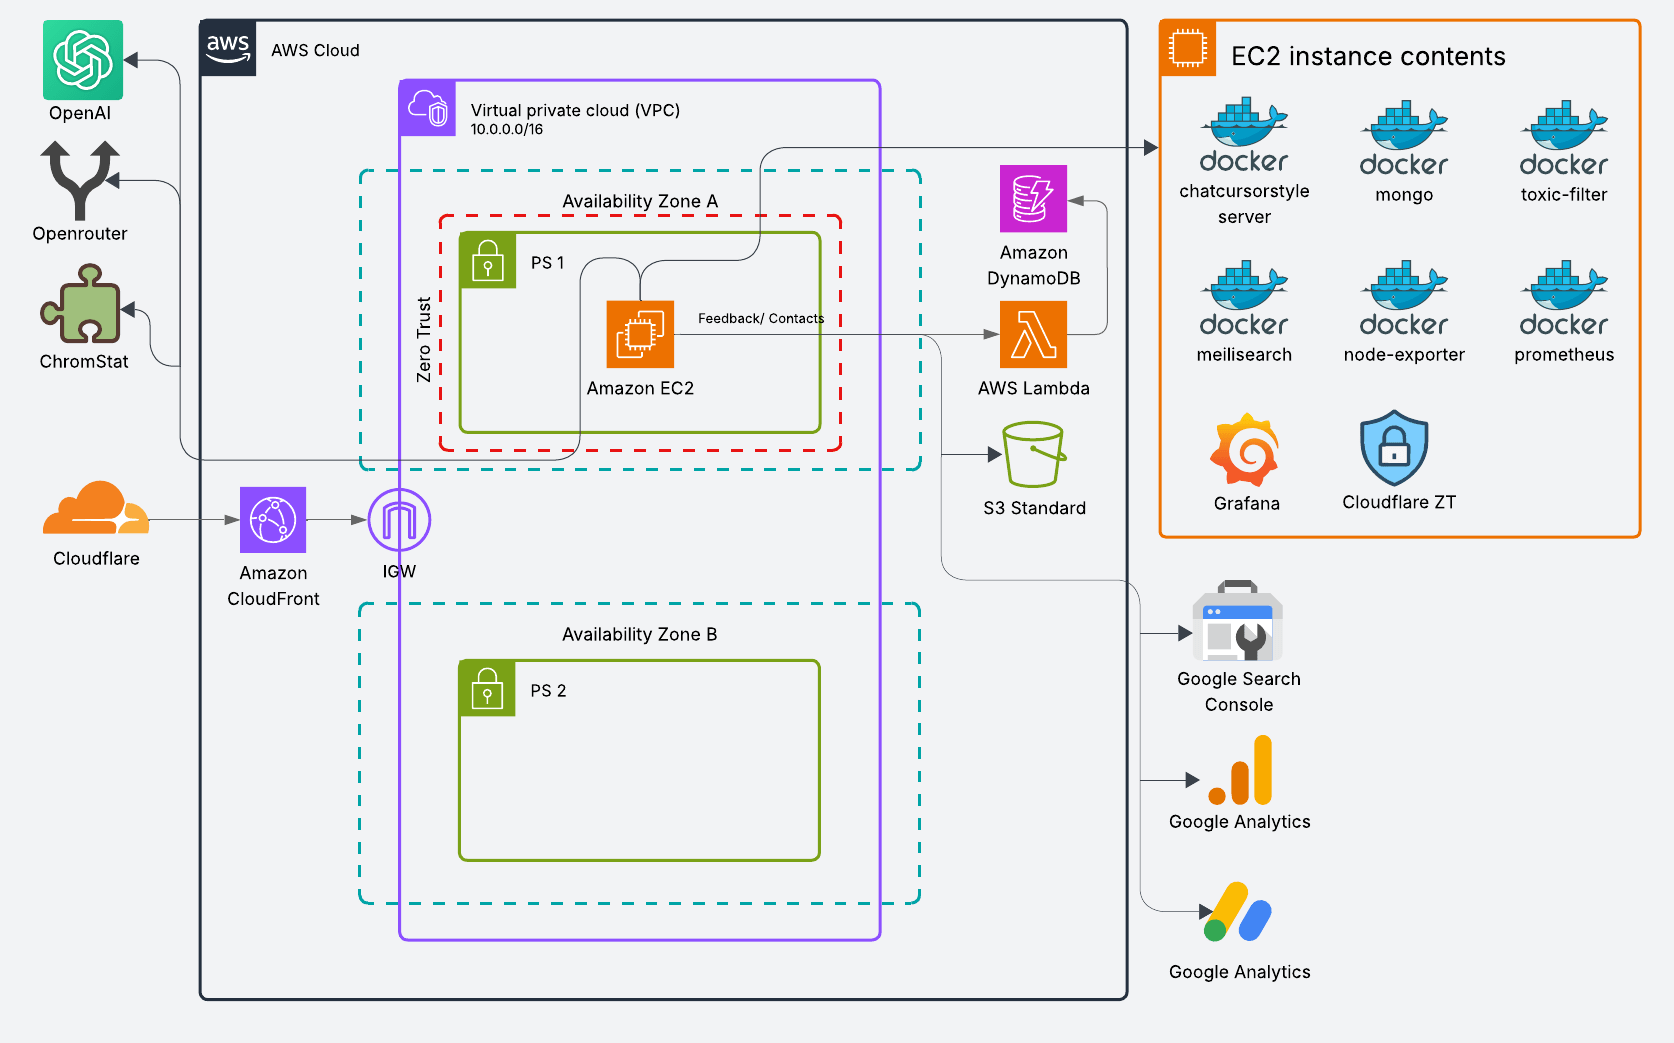 OpenAI
Openrouter
ChromStat
Cloudflare
aws
AWS Cloud
Virtual private cloud (VPC)
10.0.0.0/16
Availability Zone A
Zero Trust
PS 1
Feedback/ Contacts
Amazon EC2
Amazon
DynamoDB
AWS Lambda
S3 Standard
Amazon
CloudFront
IGW
Availability Zone B
PS 2
EC2 instance contents
docker
chatcursorstyle
server
docker
mongo
docker
toxic-filter
docker
meilisearch
docker
node-exporter
docker
prometheus
Grafana
Cloudflare ZT
Google Search
Console
Google Analytics
Google Analytics